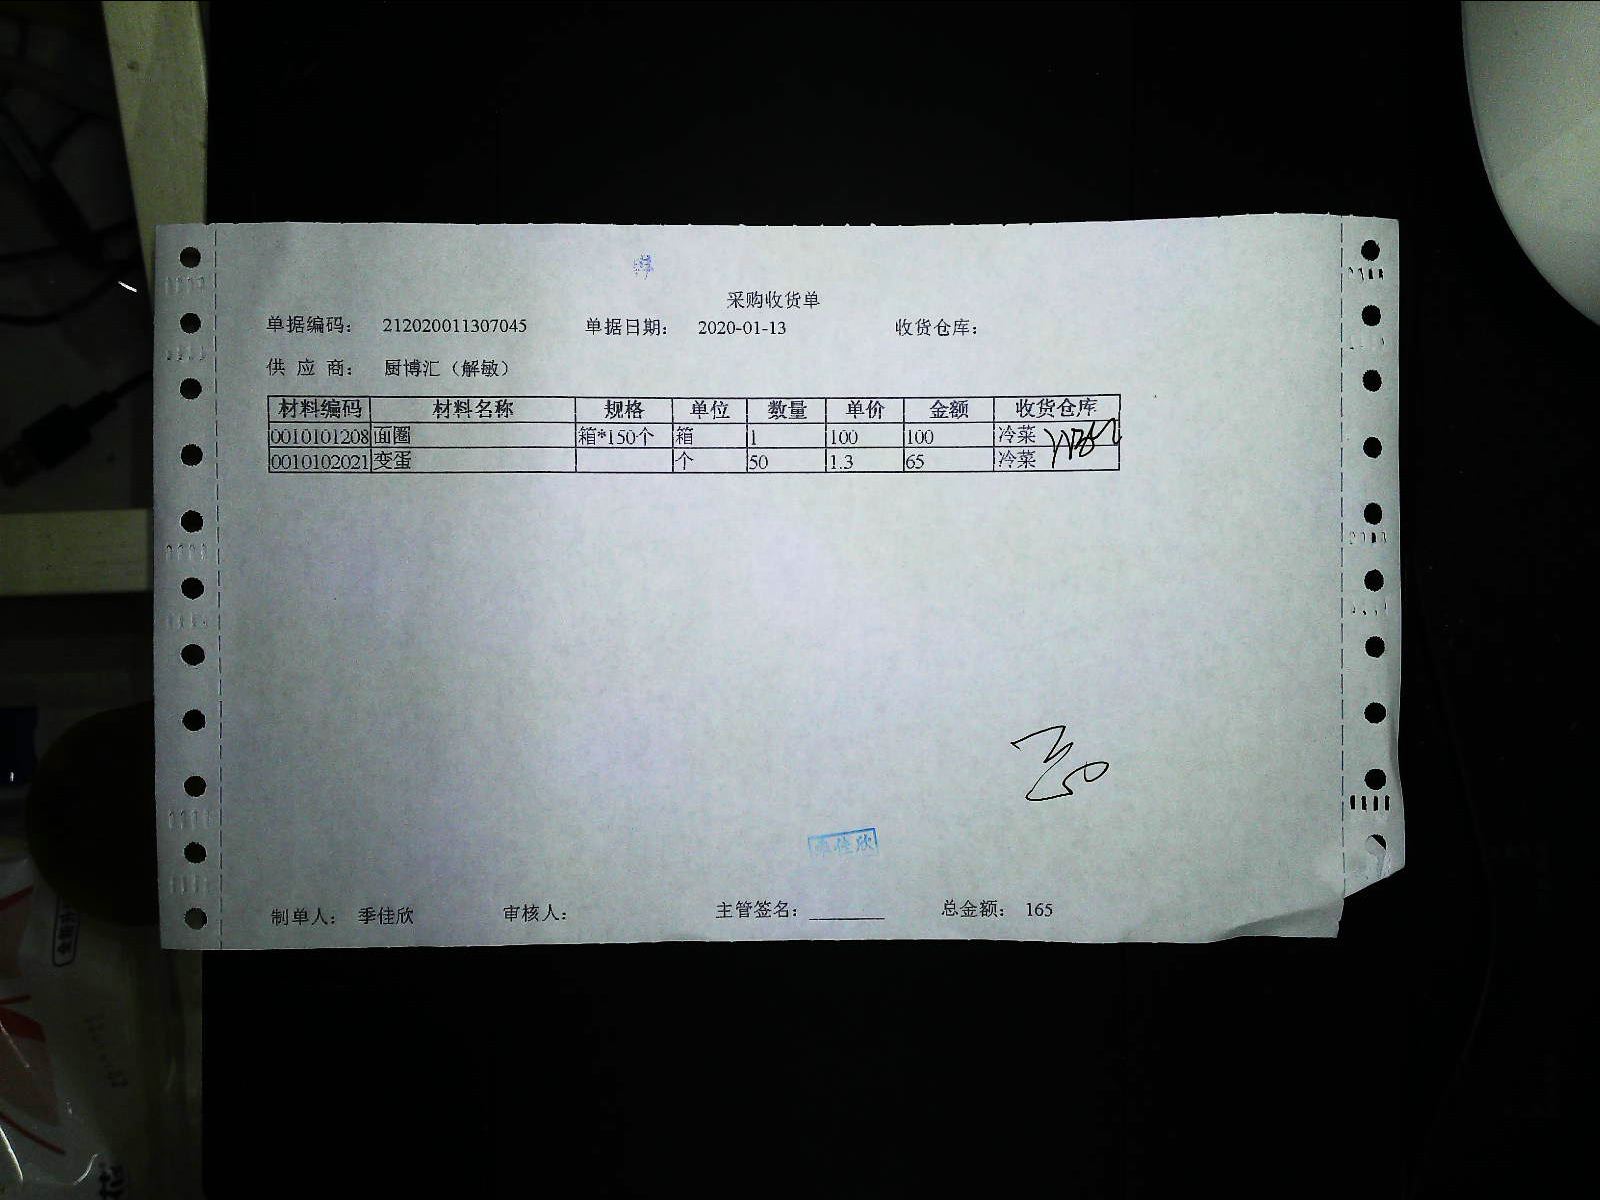 采购收货单
单据编码： 212020011307045 单据日期： 2020-01-13 收货仓库：
供 应 商： 厨博汇（解敏）
材料编码 材料名称 规格 单位 数量 单价 金额 收货仓库
0010101208 面圈 箱*150个 箱 1 100 100 冷菜
0010102021 变蛋 个 50 1.3 65 冷菜
季佳欣
制单人： 季佳欣 审核人： 主管签名：________ 总金额： 165